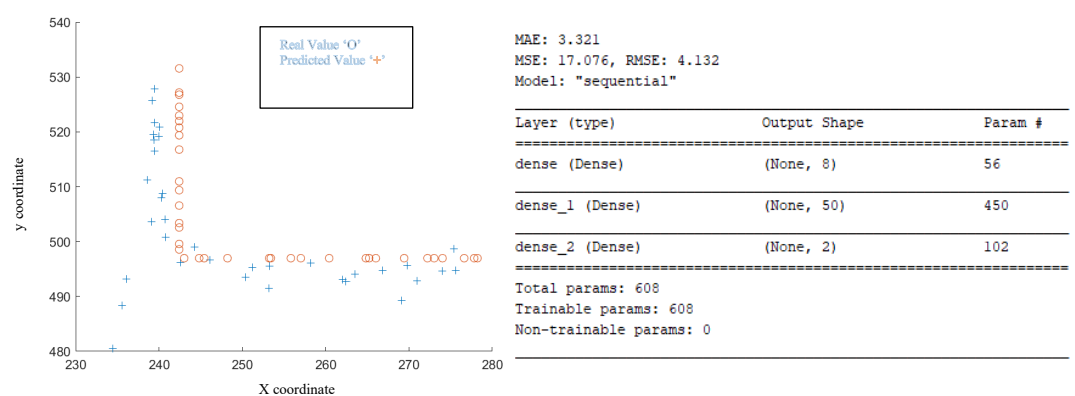 540
530
520
510
500
490
480
230
240
250
260
270
280
y coordinate
X coordinate
Real Value ‘O’
Predicted Value ‘+’
MAE: 3.321
MSE: 17.076, RMSE: 4.132
Model: "sequential"
Layer (type) Output Shape Param #
=================================================================
dense (Dense) (None, 8) 56
dense_1 (Dense) (None, 50) 450
dense_2 (Dense) (None, 2) 102
=================================================================
Total params: 608
Trainable params: 608
Non-trainable params: 0